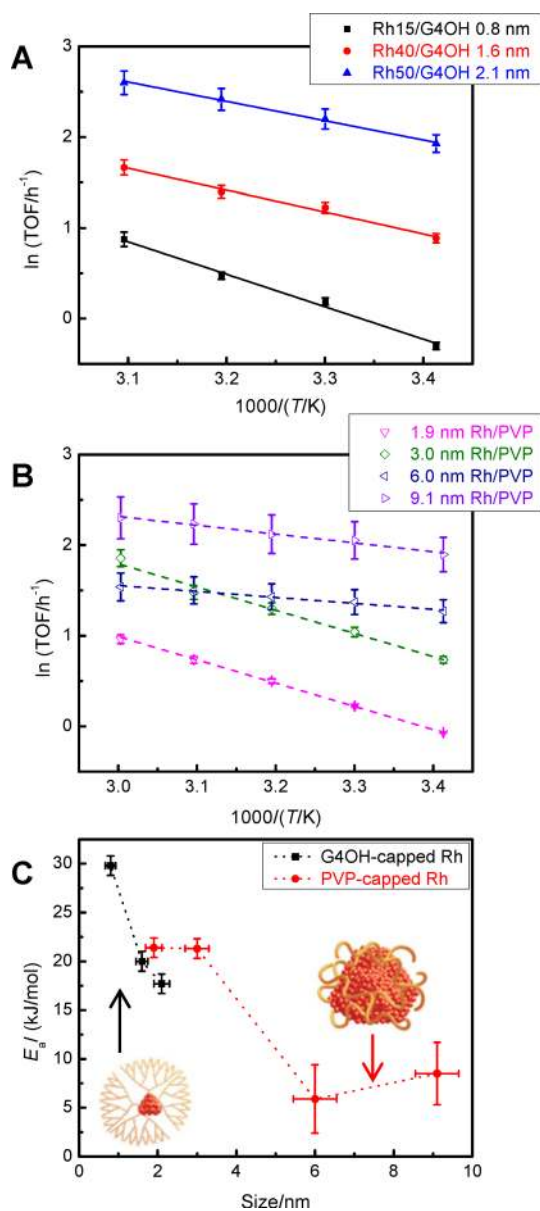 A
Rh15/G4OH 0.8 nm
Rh40/G4OH 1.6 nm
Rh50/G4OH 2.1 nm
3
2
1
0
ln (TOF/h⁻¹)
3.1 3.2 3.3 3.4
1000/(T/K)
B
1.9 nm Rh/PVP
3.0 nm Rh/PVP
6.0 nm Rh/PVP
9.1 nm Rh/PVP
3
2
1
0
ln (TOF/h⁻¹)
3.0 3.1 3.2 3.3 3.4
1000/(T/K)
C
G4OH-capped Rh
PVP-capped Rh
30
25
20
15
10
5
0
Eₐ/ (kJ/mol)
0 2 4 6 8 10
Size/nm